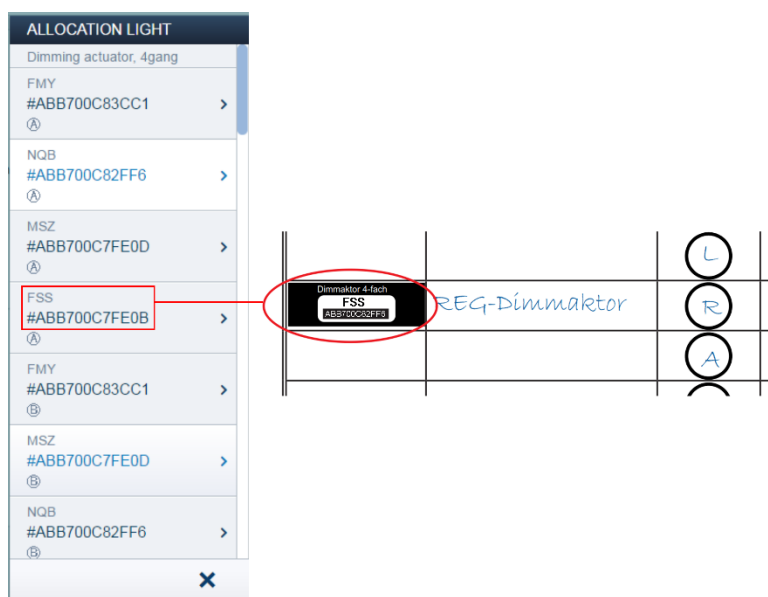 ALLOCATION LIGHT
Dimming actuator, 4gang
FMY
#ABB700C83CC1
A
NQB
#ABB700C82FF6
A
MSZ
#ABB700C7FE0D
A
FSS
#ABB700C7FE0B
A
FMY
#ABB700C83CC1
B
MSZ
#ABB700C7FE0D
B
NQB
#ABB700C82FF6
B
L
Dimmaktor 4-fach
FSS
ABB700C82FF6
REG-Dimmaktor
R
A